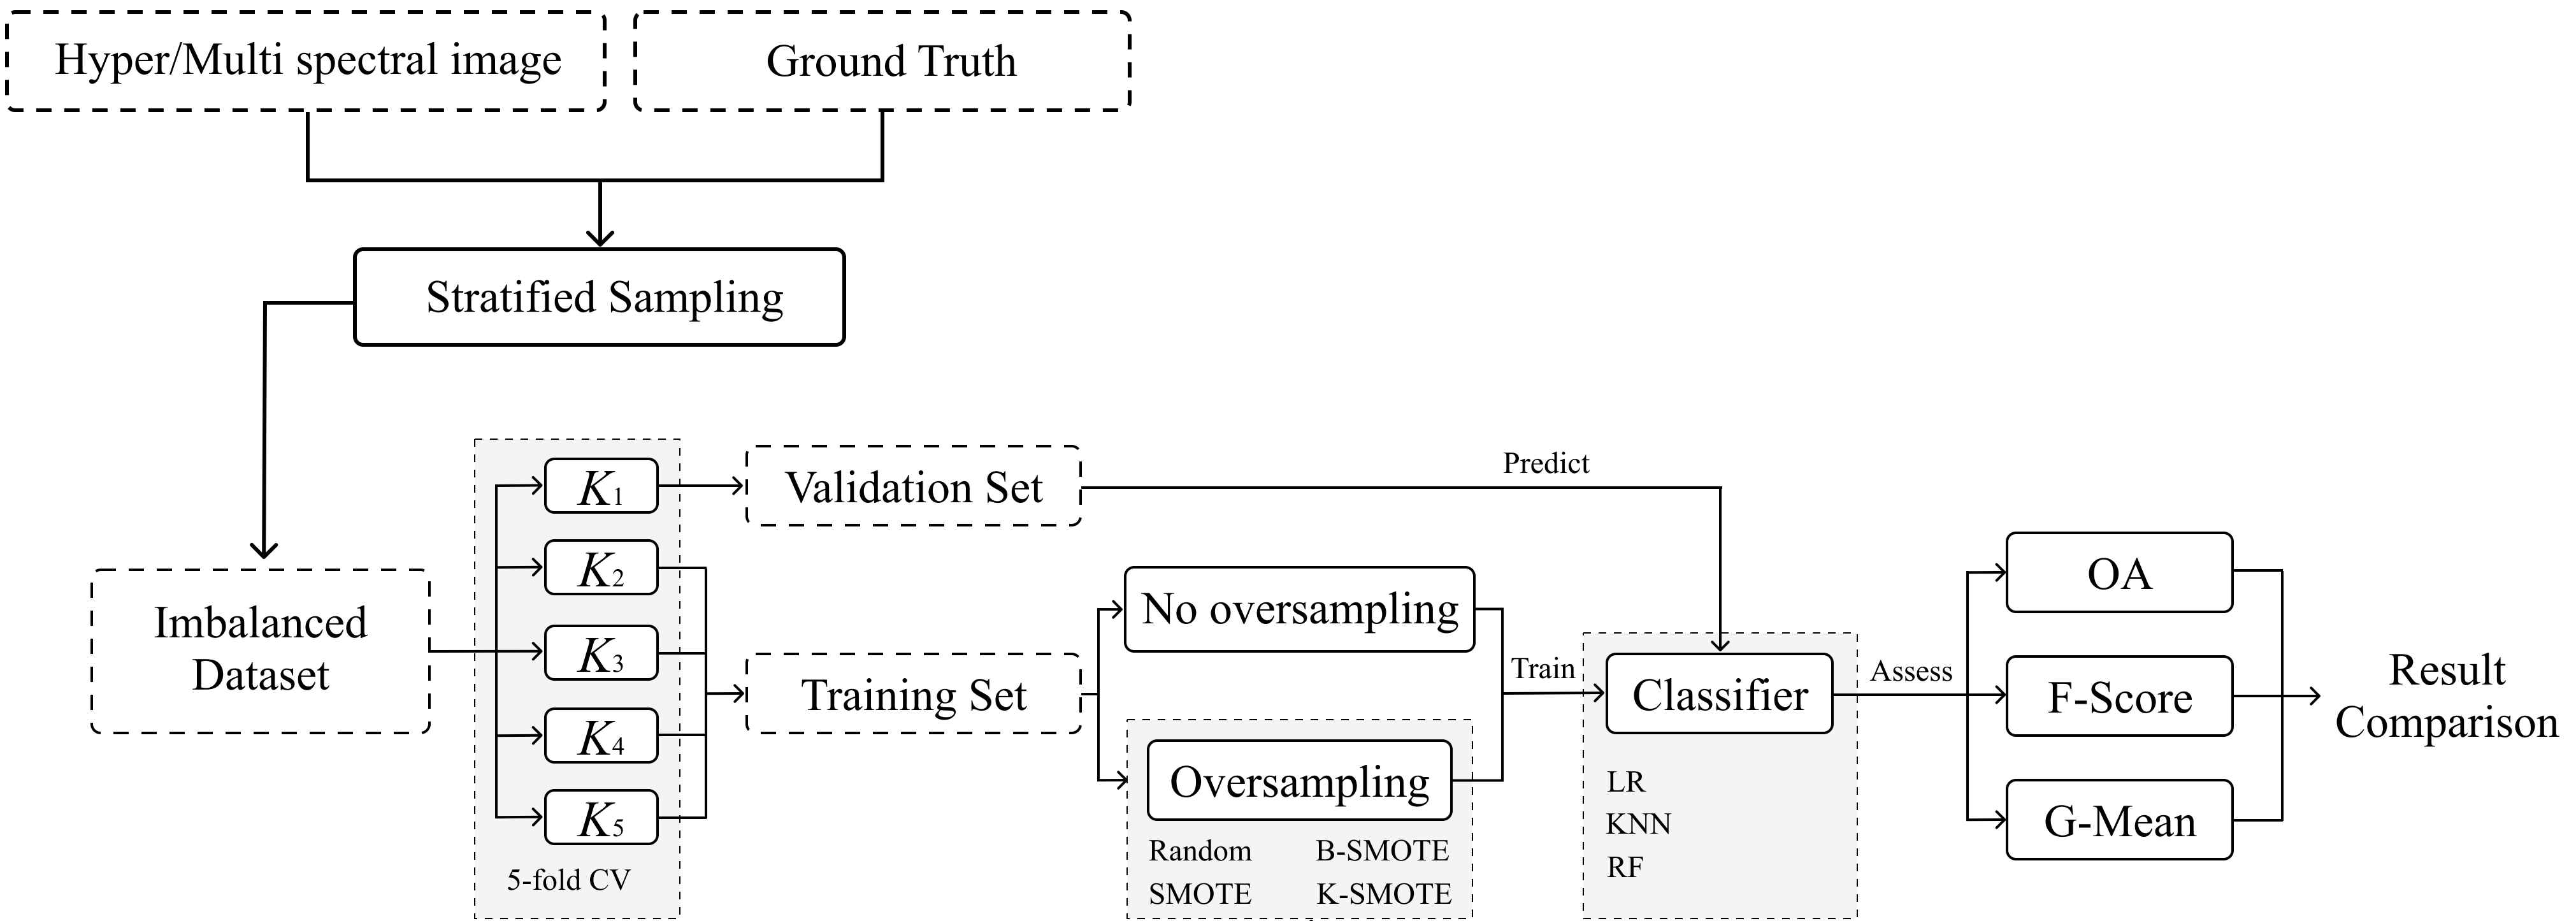 Hyper/Multi spectral image
Ground Truth
Stratified Sampling
Imbalanced
Dataset
K1
K2
K3
K4
K5
5-fold CV
Validation Set
Training Set
Predict
No oversampling
Oversampling
Random
B-SMOTE
SMOTE
K-SMOTE
Train
Classifier
LR
KNN
RF
Assess
OA
F-Score
G-Mean
Result
Comparison